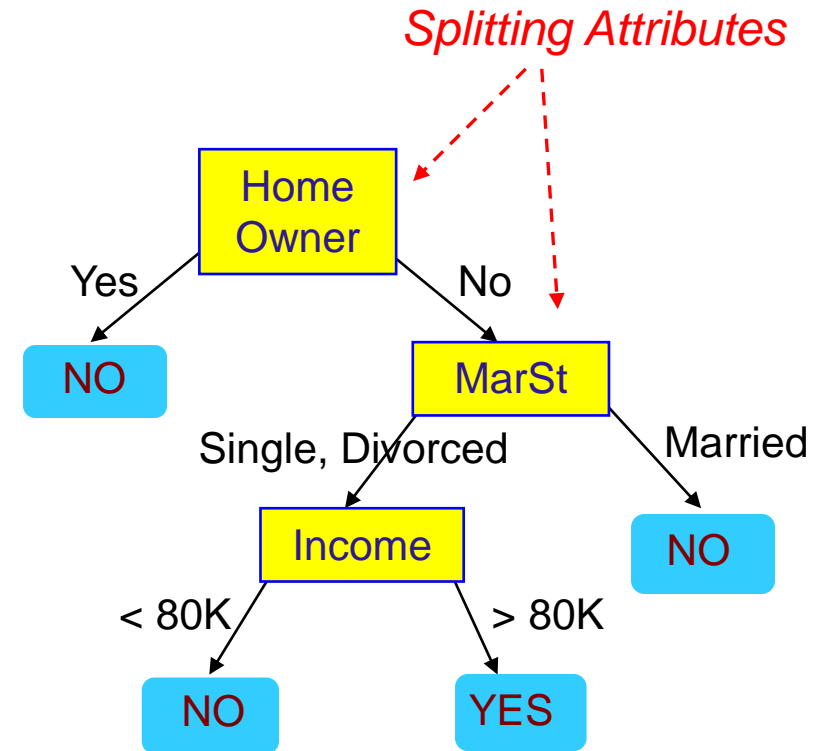 Splitting Attributes
Home
Owner
Yes
No
NO
MarSt
Single, Divorced
Married
Income
NO
< 80K
> 80K
NO
YES